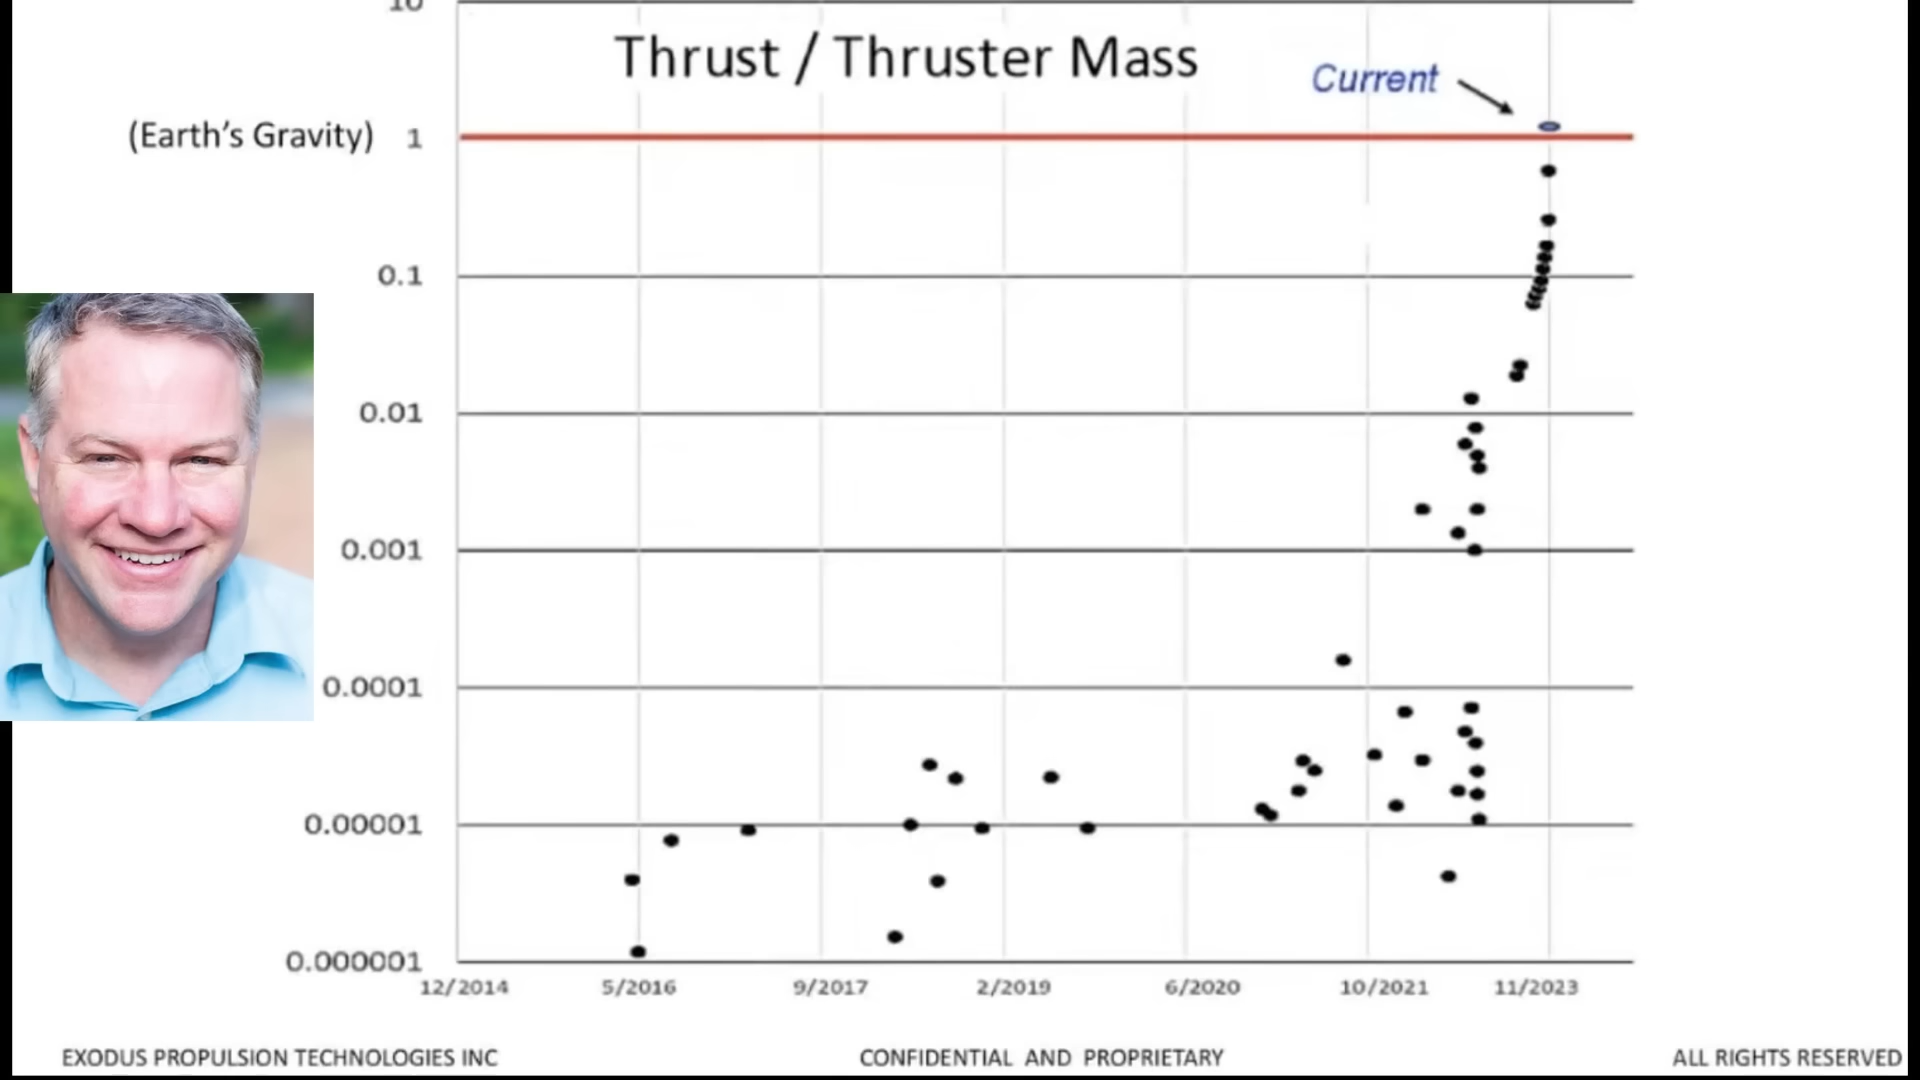 10
Thrust / Thruster Mass
Current
(Earth's Gravity) 1
0.1
0.01
0.001
0.0001
0.00001
0.000001
12/2014 5/2016 9/2017 2/2019 6/2020 10/2021 11/2023
EXODUS PROPULSION TECHNOLOGIES INC CONFIDENTIAL AND PROPRIETARY ALL RIGHTS RESERVED